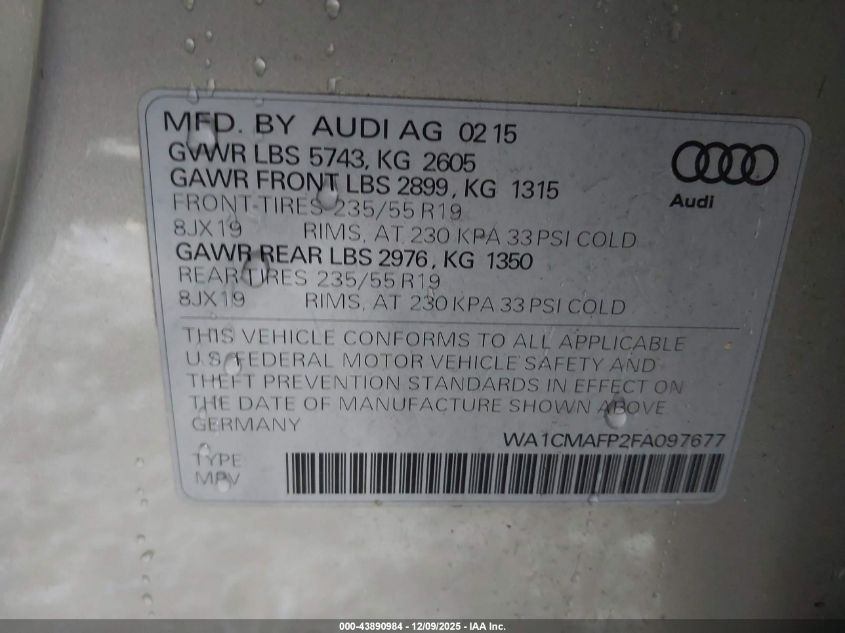 MFD. BY AUDI AG 02 15
GVWR LBS 5743, KG 2605
GAWR FRONT LBS 2899, KG 1315
FRONT-TIRES 235/55 R19
8JX19 RIMS, AT 230 KPA 33 PSI COLD
GAWR REAR LBS 2976, KG 1350
REARTIRES 235/55 R19
8JX19 RIMS, AT 230 KPA 33 PSI COLD
Audi
THIS VEHICLE CONFORMS TO ALL APPLICABLE
U.S. FEDERAL MOTOR VEHICLE SAFETY AND
THEFT PREVENTION STANDARDS IN EFFECT ON
THE DATE OF MANUFACTURE SHOWN ABOVE
GERMANY
WA1CMAFP2FA097677
TYPE
MPV
000-43890984 - 12/09/2025 - IAA Inc.